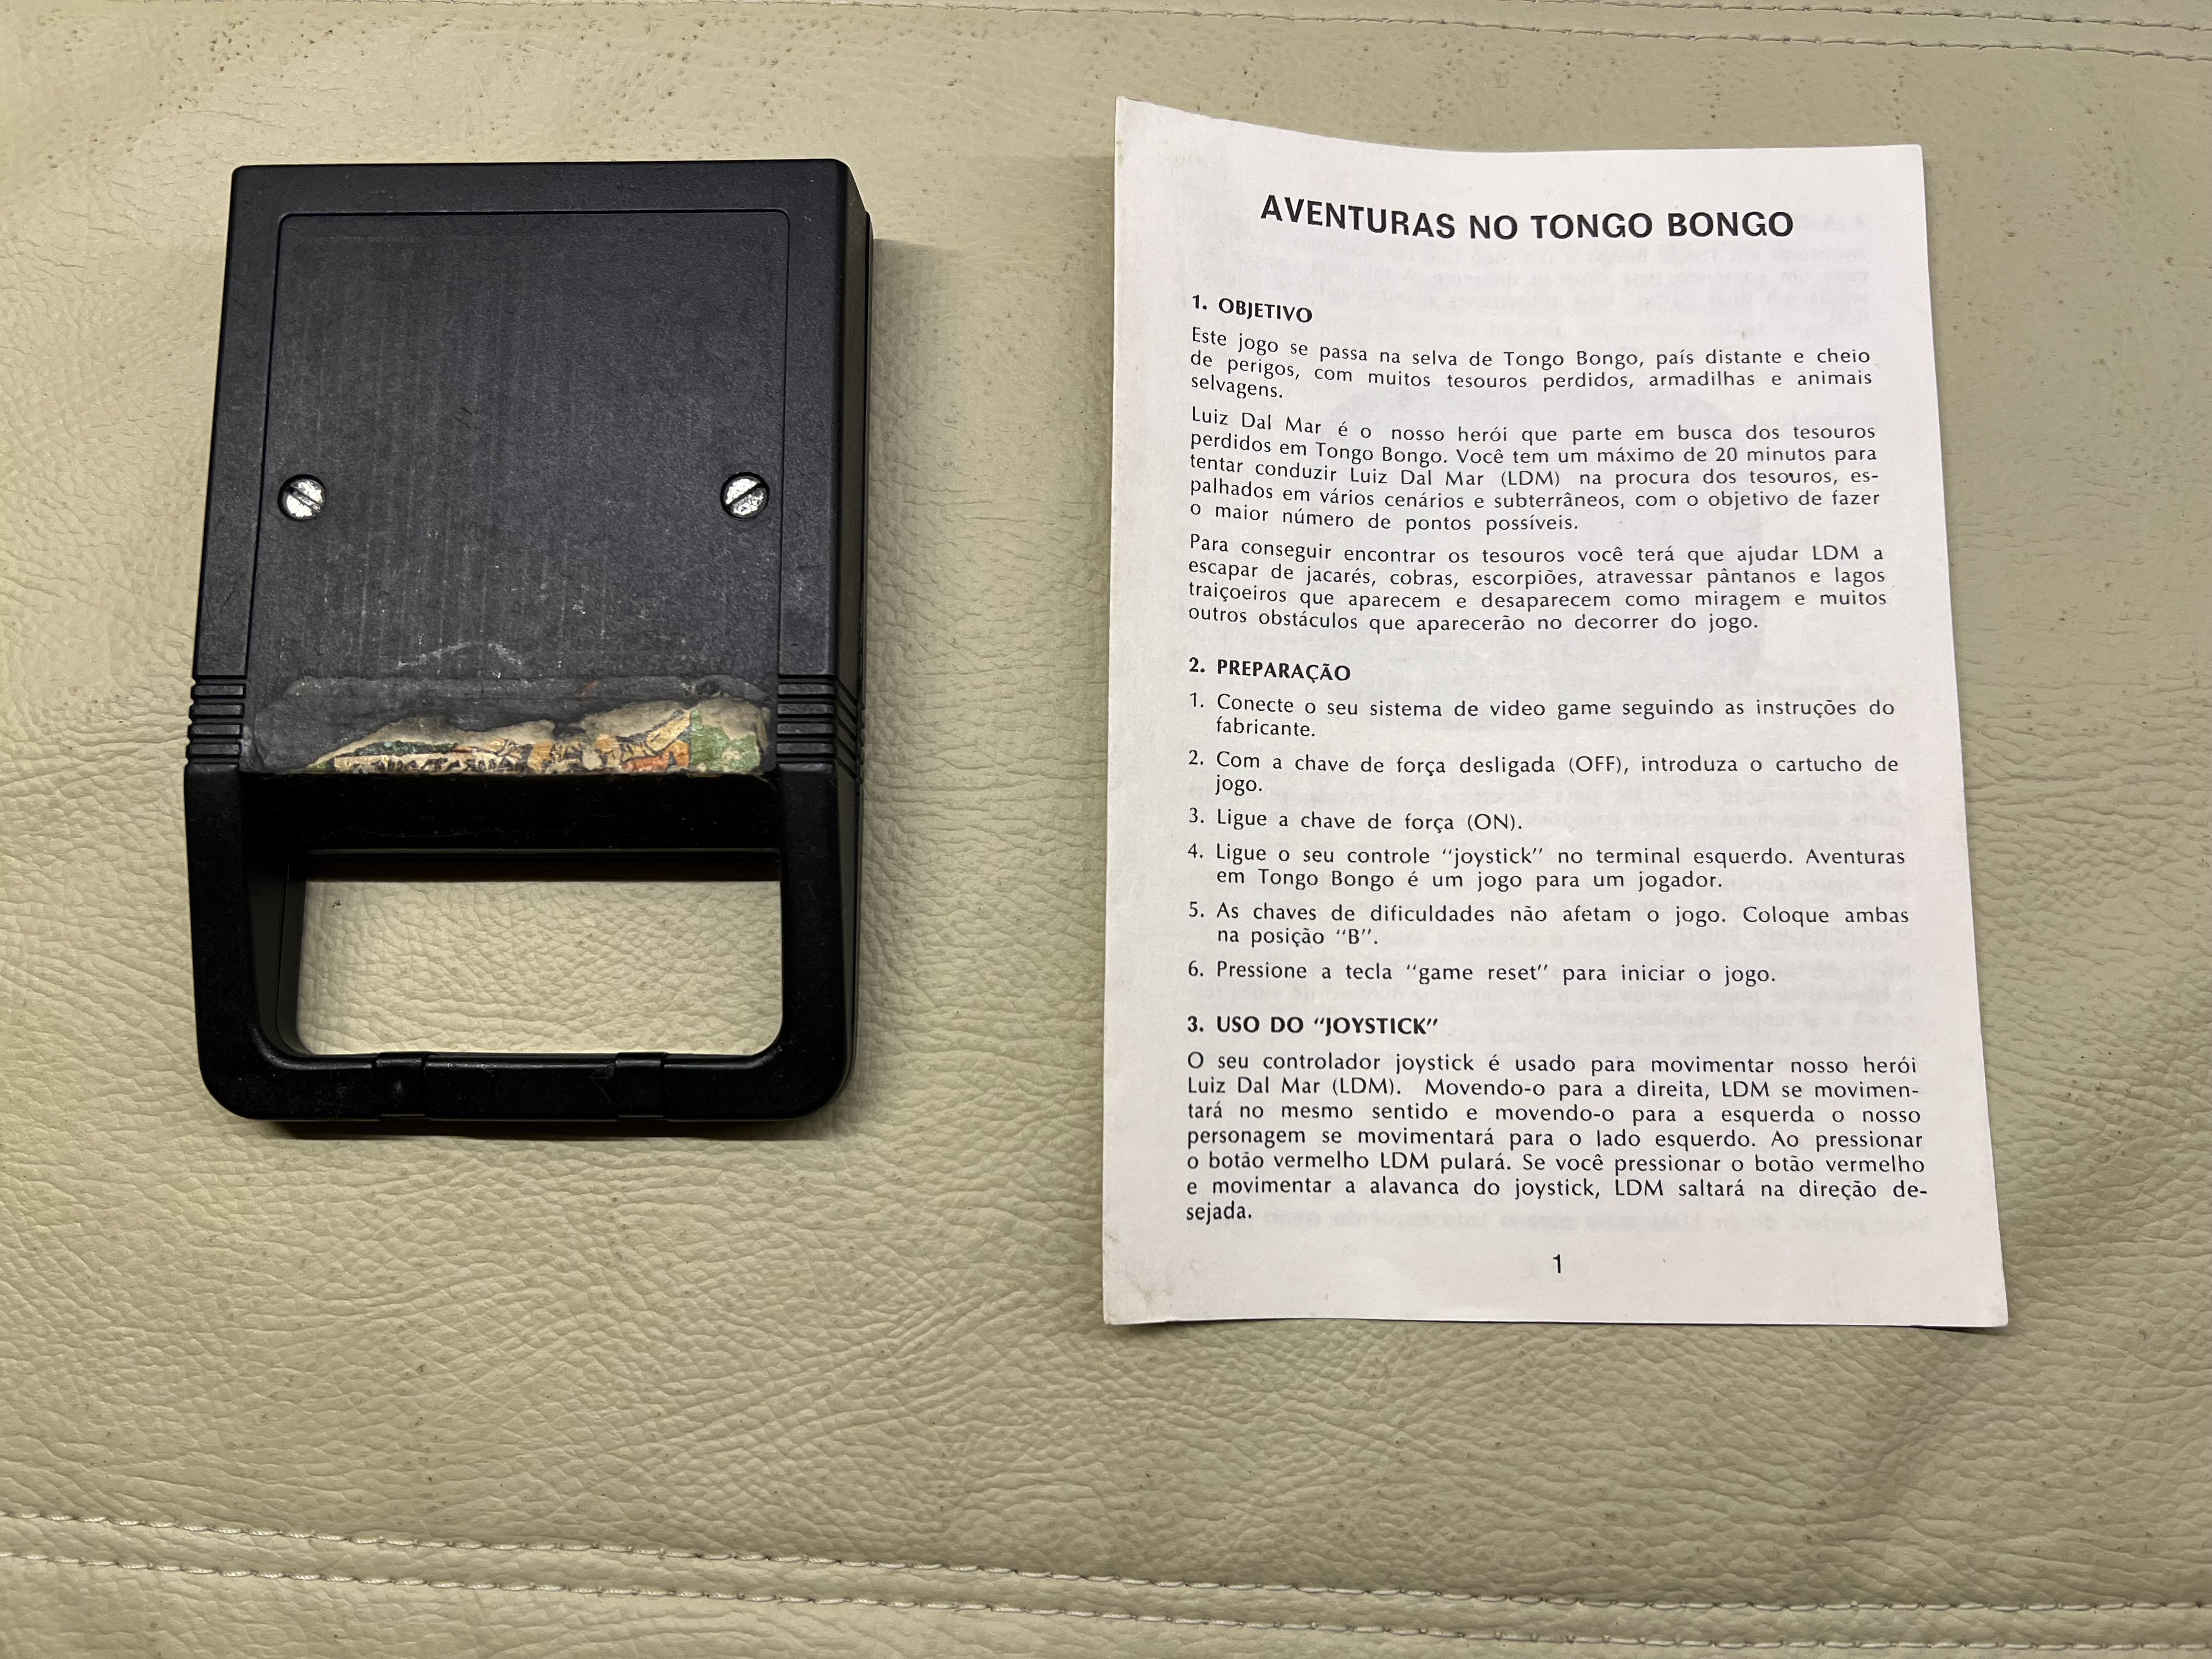 AVENTURAS NO TONGO BONGO
1. OBJETIVO
Este jogo se passa na selva de Tongo Bongo, país distante e cheio
de perigos, com muitos tesouros perdidos, armadilhas e animais
selvagens.
Luiz Dal Mar é o nosso herói que parte em busca dos tesouros
perdidos em Tongo Bongo. Você tem um máximo de 20 minutos para
tentar conduzir Luiz Dal Mar (LDM) na procura dos tesouros, es-
palhados em vários cenários e subterrâneos, com o objetivo de fazer
o maior número de pontos possíveis.
Para conseguir encontrar os tesouros você terá que ajudar LDM a
escapar de jacarés, cobras, escorpiões, atravessar pântanos e lagos
traiçoeiros que aparecem e desaparecem como miragem e muitos
outros obstáculos que aparecerão no decorrer do jogo.
2. PREPARAÇÃO
1. Conecte o seu sistema de video game seguindo as instruções do
fabricante.
2. Com a chave de força desligada (OFF), introduza o cartucho de
jogo.
3. Ligue a chave de força (ON).
4. Ligue o seu controle "joystick" no terminal esquerdo. Aventuras
em Tongo Bongo é um jogo para um jogador.
5. As chaves de dificuldades não afetam o jogo. Coloque ambas
na posição "B".
6. Pressione a tecla "game reset" para iniciar o jogo.
3. USO DO "JOYSTICK"
O seu controlador joystick é usado para movimentar nosso herói
Luiz Dal Mar (LDM). Movendo-o para a direita, LDM se movimen-
tará no mesmo sentido e movendo-o para a esquerda o nosso
personagem se movimentará para o lado esquerdo. Ao pressionar
o botão vermelho LDM pulará. Se você pressionar o botão vermelho
e movimentar a alavanca do joystick, LDM saltará na direção de-
sejada.
1